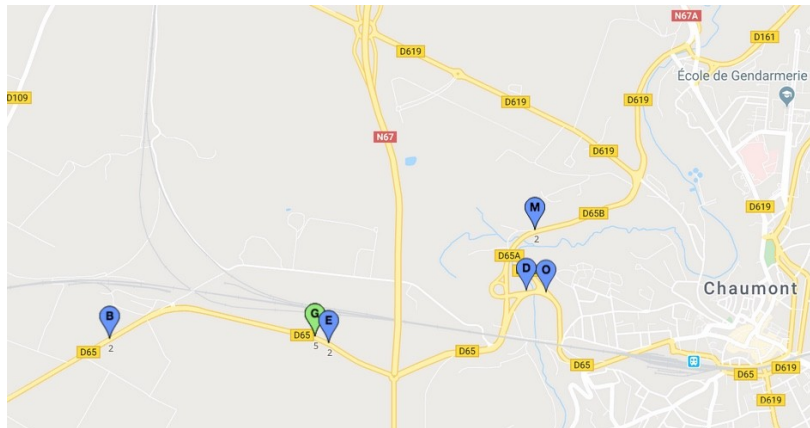 N67A
D161
D619
École de Gendarmerie
D109
D619
D619
N67
D619
D619
M
D65B
2
D65A
D
O
Chaumont
B
G
E
D65
5
2
D65
2
D65
D65
D65
D619
D619